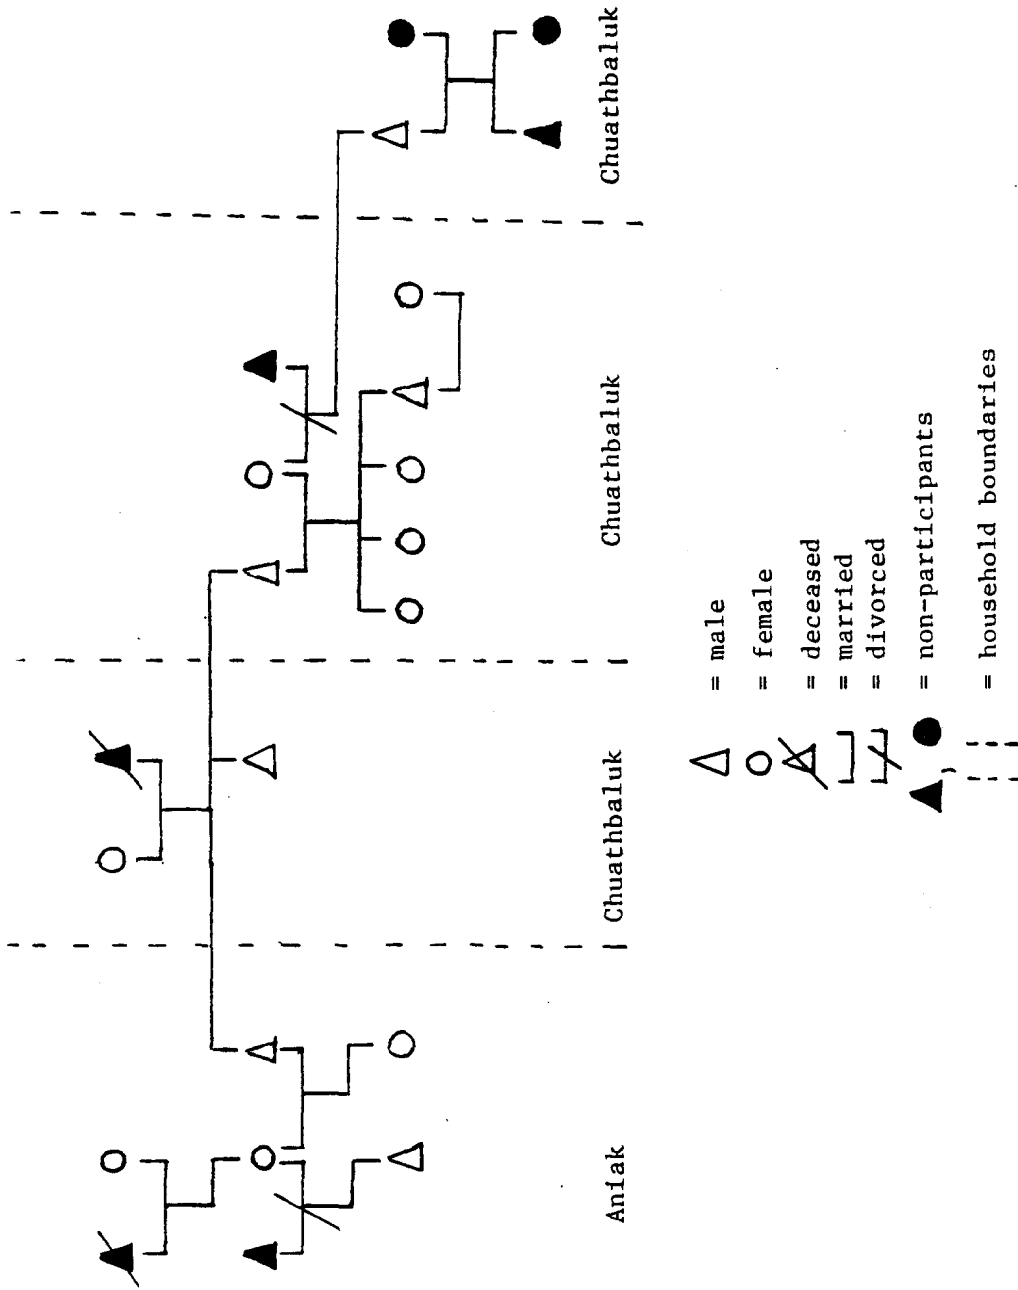 Aniak
Chuathbaluk
Chuathbaluk
Chuathbaluk
= male
= female
= deceased
= married
= divorced
, = non-participants
= household boundaries